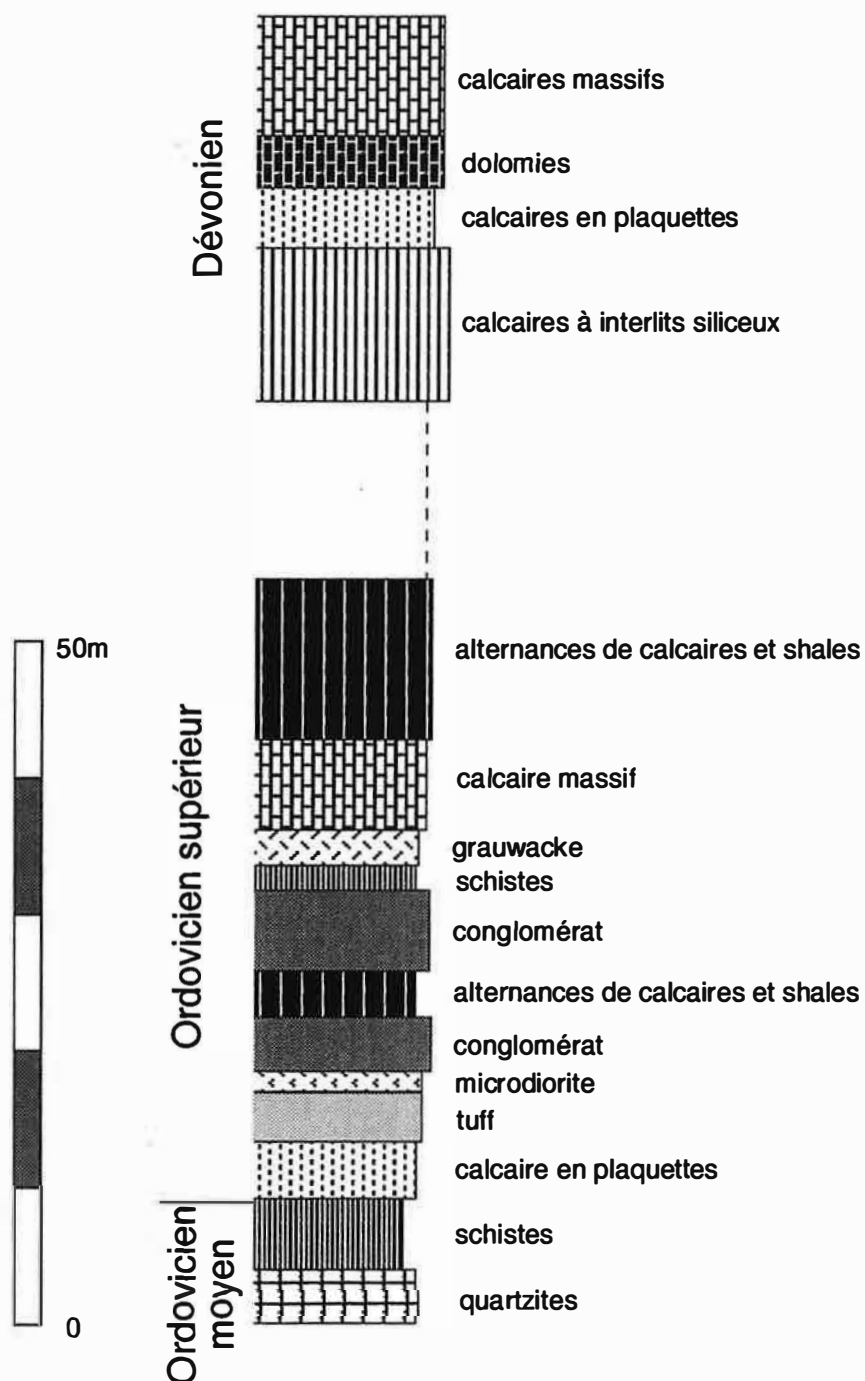 calcaires massifs
dolomies
calcaires en plaquettes
calcaires à interlits siliceux
Dévonien
50m
alternances de calcaires et shales
calcaire massif
grauwacke
schistes
conglomérat
alternances de calcaires et shales
conglomérat
microdiorite
tuff
calcaire en plaquettes
Ordovicien supérieur
schistes
quartzites
Ordovicien
moyen
0